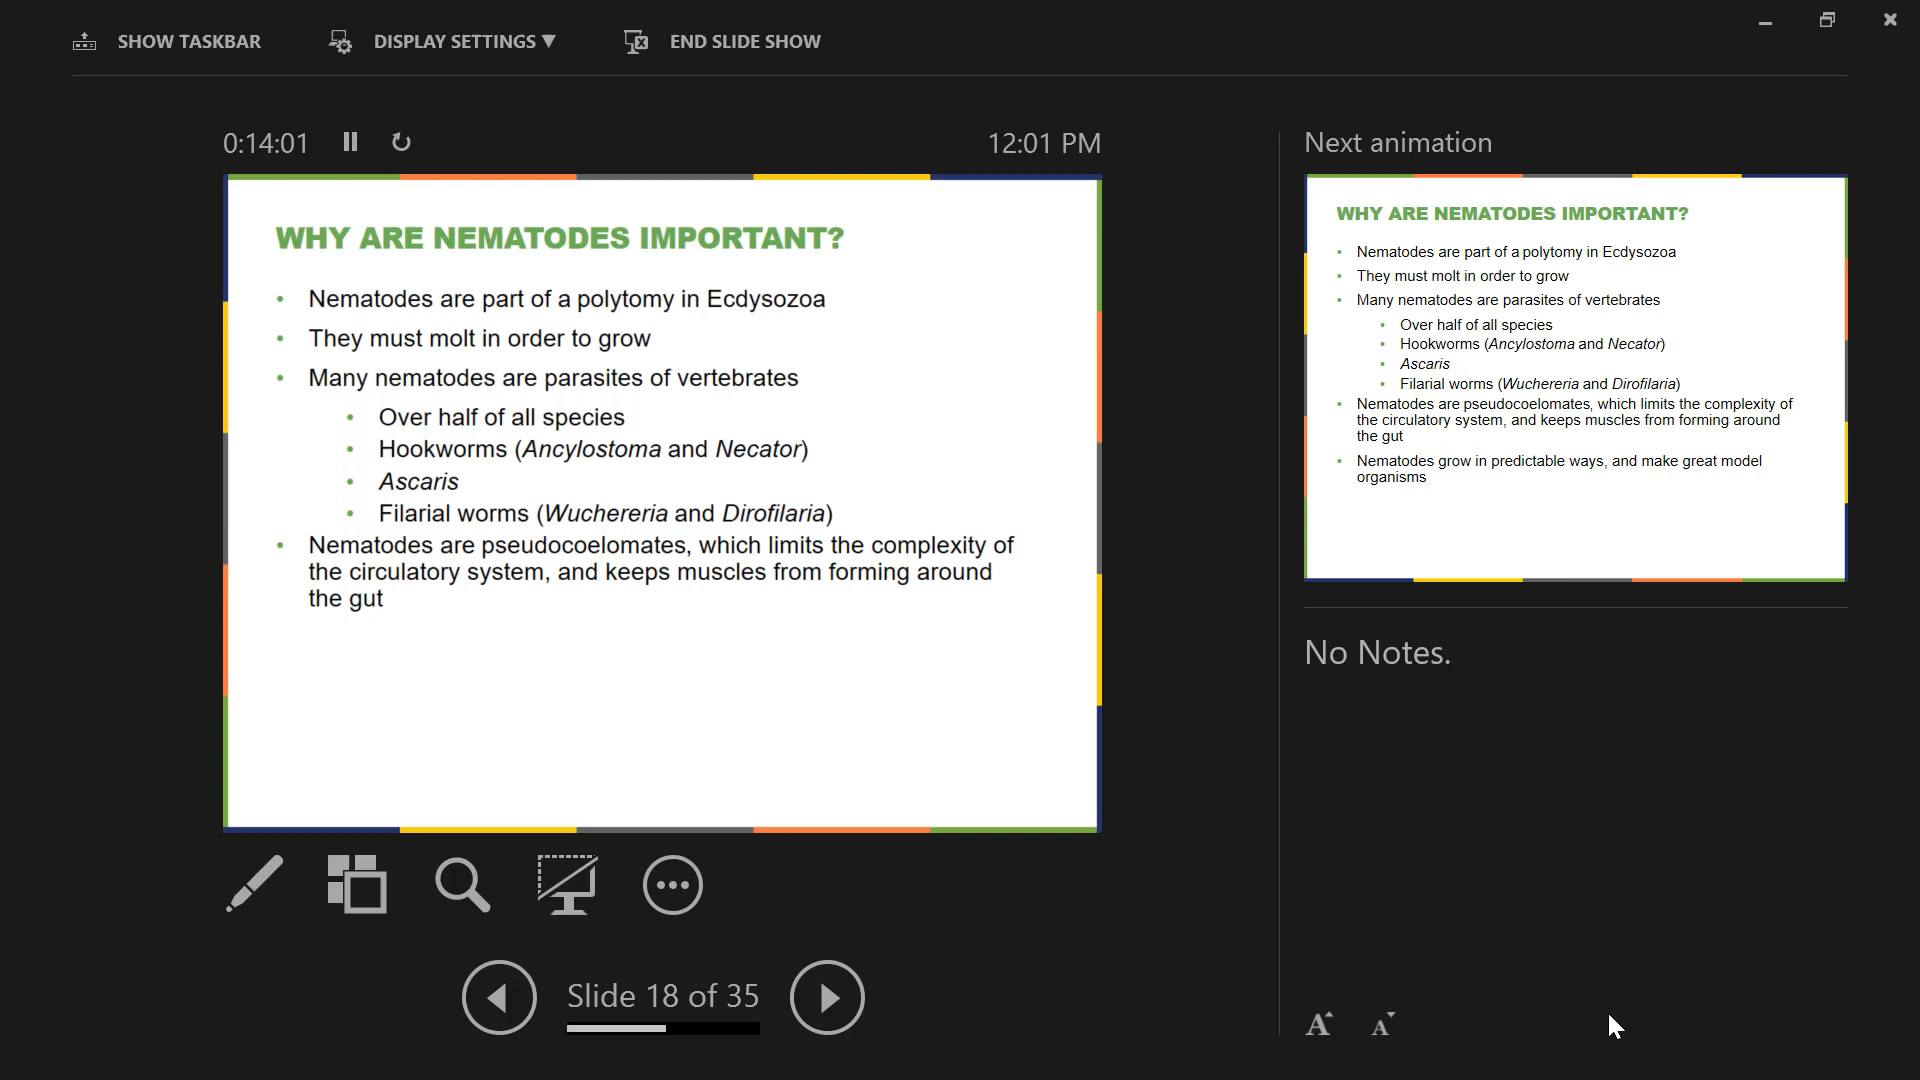 SHOW TASKBAR
DISPLAY SETTINGS ▼
END SLIDE SHOW
0:14:01
12:01 PM
WHY ARE NEMATODES IMPORTANT?
• Nematodes are part of a polytomy in Ecdysozoa
• They must molt in order to grow
• Many nematodes are parasites of vertebrates
• Over half of all species
• Hookworms (Ancylostoma and Necator)
• Ascaris
• Filarial worms (Wuchereria and Dirofilaria)
• Nematodes are pseudocoelomates, which limits the complexity of
the circulatory system, and keeps muscles from forming around
the gut
Slide 18 of 35
Next animation
WHY ARE NEMATODES IMPORTANT?
• Nematodes are part of a polytomy in Ecdysozoa
• They must molt in order to grow
• Many nematodes are parasites of vertebrates
• Over half of all species
• Hookworms (Ancylostoma and Necator)
• Ascaris
• Filarial worms (Wuchereria and Dirofilaria)
• Nematodes are pseudocoelomates, which limits the complexity of
the circulatory system, and keeps muscles from forming around
the gut
• Nematodes grow in predictable ways, and make great model
organisms
No Notes.
A A